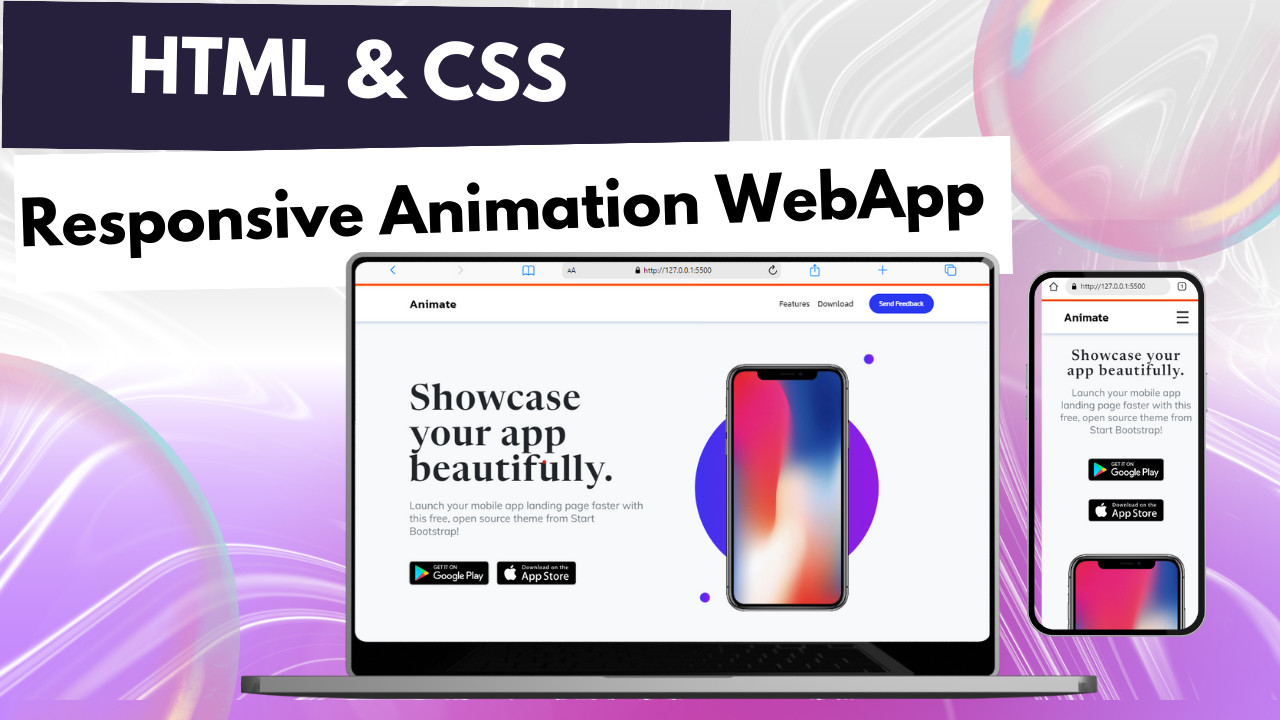 HTML & CSS
Responsive Animation WebApp
AA
http://127.0.0.1:5500
Animate
Features Download Send Feedback
Showcase
your app
beautifully.
Launch your mobile app landing page faster with
this free, open source theme from Start
Bootstrap!
GET IT ON
Google Play
Download on the
App Store
http://127.0.0.1:5500
1
Animate
Showcase your
app beautifully.
Launch your mobile app
landing page faster with this
free, open source theme from
Start Bootstrap!
GET IT ON
Google Play
Download on the
App Store